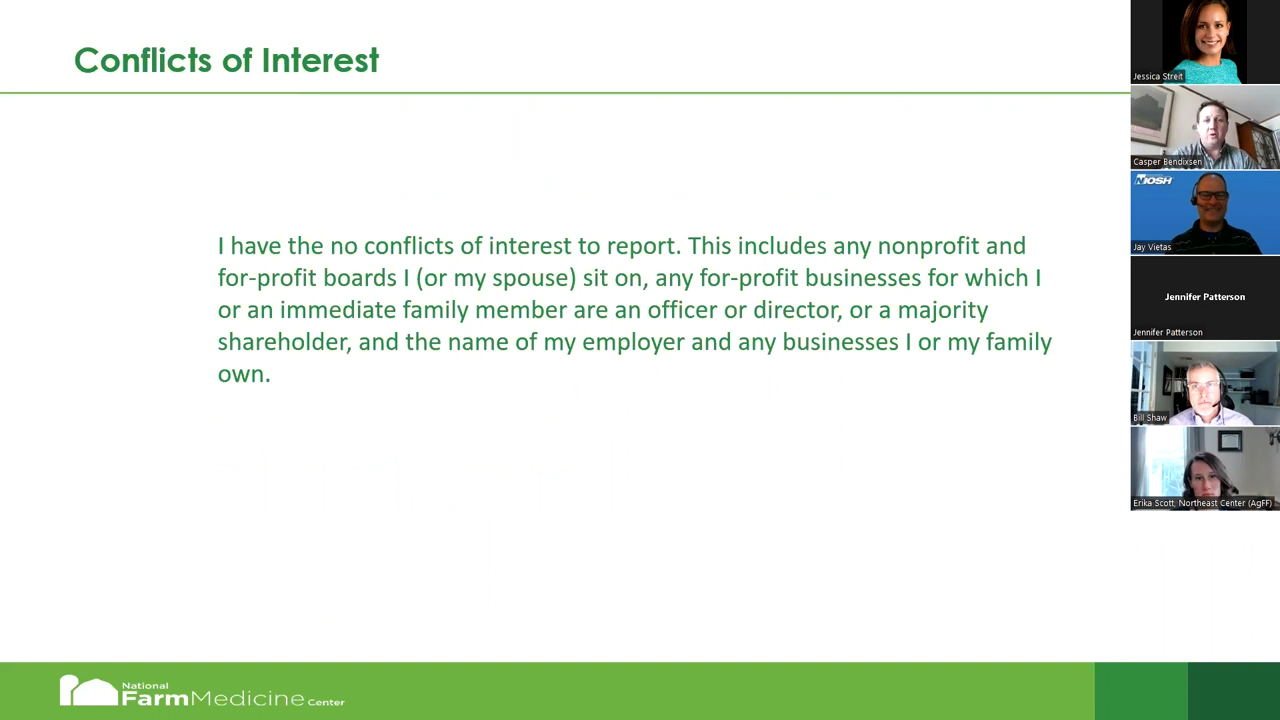 Conflicts of Interest
I have the no conflicts of interest to report. This includes any nonprofit and
for-profit boards I (or my spouse) sit on, any for-profit businesses for which I
or an immediate family member are an officer or director, or a majority
shareholder, and the name of my employer and any businesses I or my family
own.
National
FarmMedicine Center
Jessica Streit
Casper Bendixsen
NIOSH
Jay Vietas
Jennifer Patterson
Jennifer Patterson
Bill Shaw
Erika Scott, Northeast Center (AgFF)